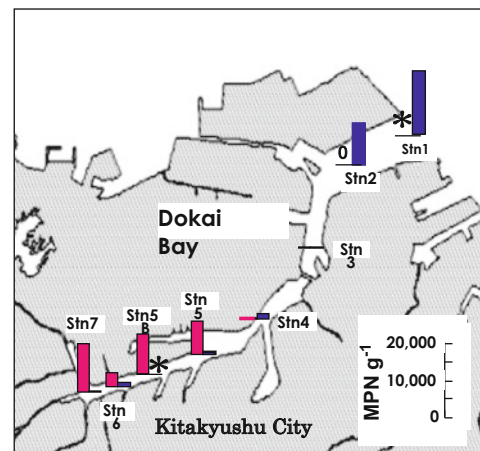 *
Stn1
0
Stn2
Dokai
Bay
Stn
3
Stn4
Stn
5
Stn5
B
*
Stn7
Stn
6
Kitakyushu City
MPN g-1
20,000
10,000
0